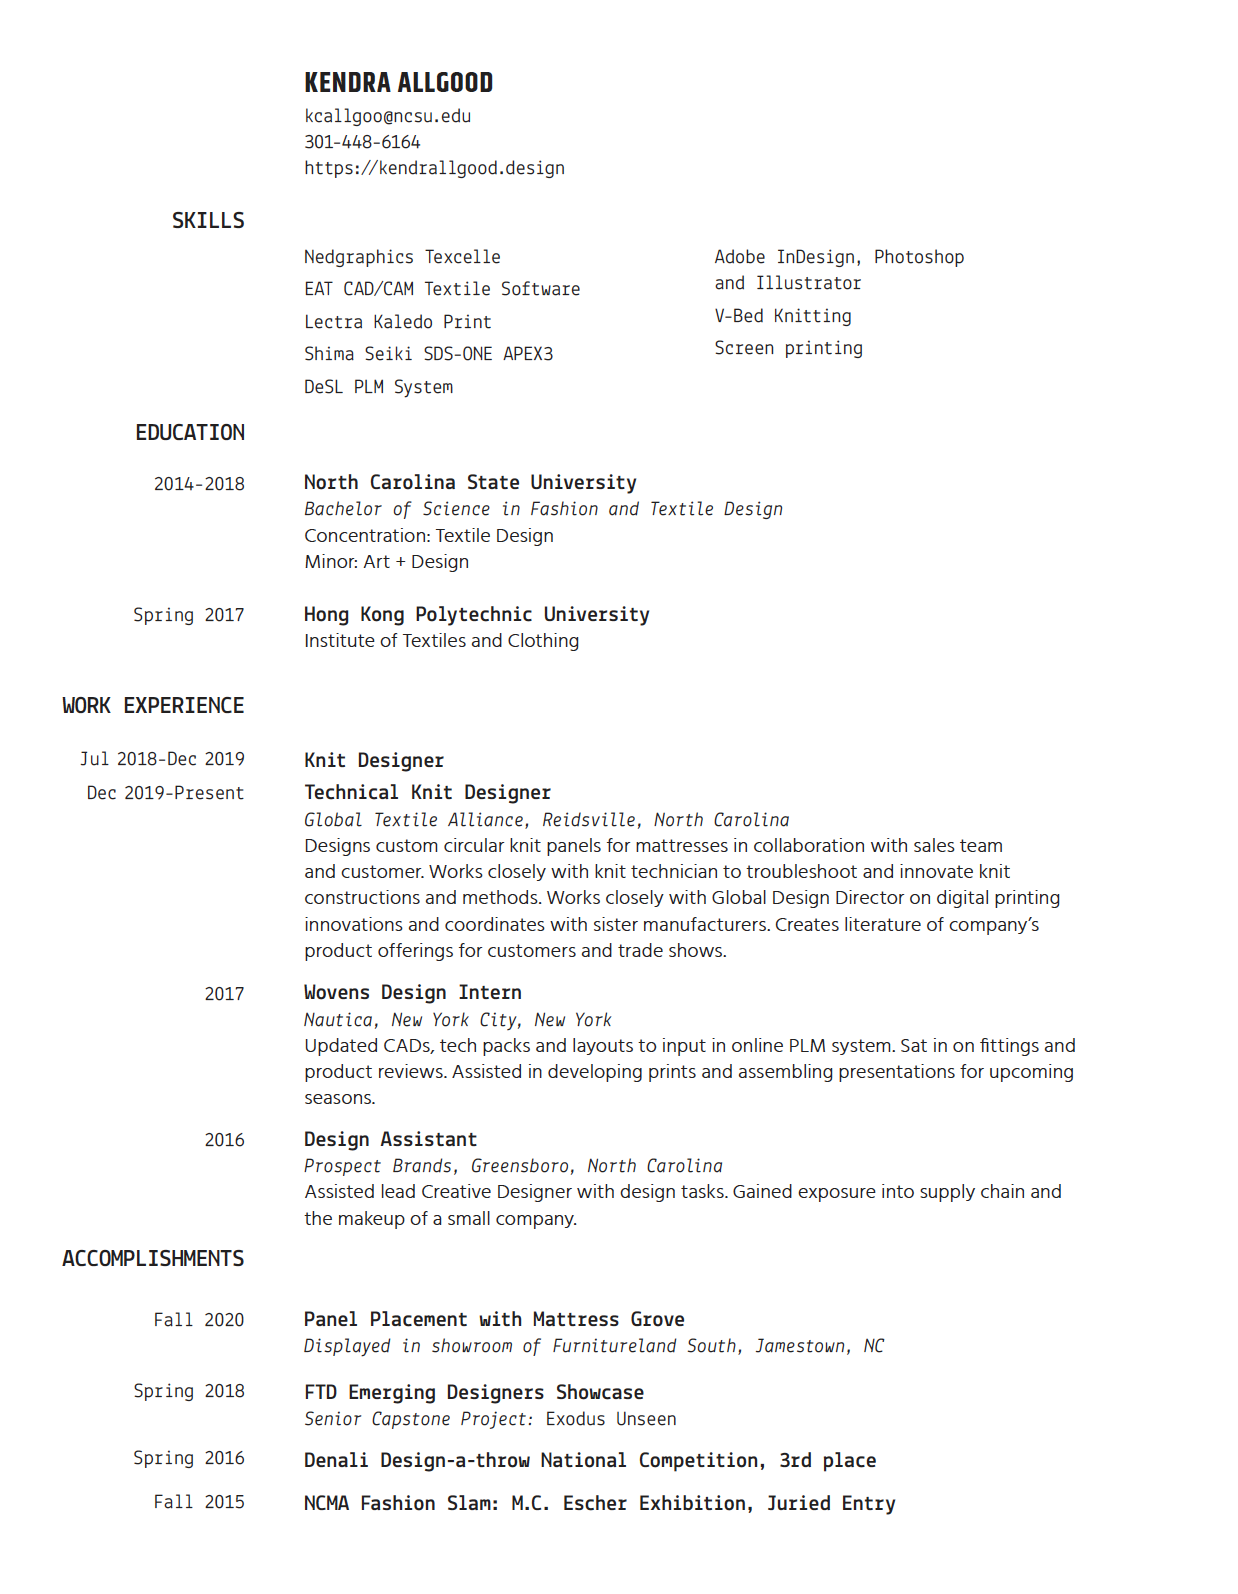 KENDRA ALLGOOD
kcallgoo@ncsu.edu
301-448-6164
https://kendrallgood.design
SKILLS
Nedgraphics Texcelle
EAT CAD/CAM Textile Software
Lectra Kaledo Print
Shima Seiki SDS-ONE APEX3
DeSL PLM System
Adobe InDesign, Photoshop
and Illustrator
V-Bed Knitting
Screen printing
EDUCATION
2014-2018 North Carolina State University
Bachelor of Science in Fashion and Textile Design
Concentration: Textile Design
Minor: Art + Design
Spring 2017 Hong Kong Polytechnic University
Institute of Textiles and Clothing
WORK EXPERIENCE
Jul 2018-Dec 2019 Knit Designer
Dec 2019-Present Technical Knit Designer
Global Textile Alliance, Reidsville, North Carolina
Designs custom circular knit panels for mattresses in collaboration with sales team
and customer. Works closely with knit technician to troubleshoot and innovate knit
constructions and methods. Works closely with Global Design Director on digital printing
innovations and coordinates with sister manufacturers. Creates literature of company's
product offerings for customers and trade shows.
2017 Wovens Design Intern
Nautica, New York City, New York
Updated CADs, tech packs and layouts to input in online PLM system. Sat in on fittings and
product reviews. Assisted in developing prints and assembling presentations for upcoming
seasons.
2016 Design Assistant
Prospect Brands, Greensboro, North Carolina
Assisted lead Creative Designer with design tasks. Gained exposure into supply chain and
the makeup of a small company.
ACCOMPLISHMENTS
Fall 2020 Panel Placement with Mattress Grove
Displayed in showroom of Furnitureland South, Jamestown, NC
Spring 2018 FTD Emerging Designers Showcase
Senior Capstone Project: Exodus Unseen
Spring 2016 Denali Design-a-throw National Competition, 3rd place
Fall 2015 NCMA Fashion Slam: M.C. Escher Exhibition, Juried Entry